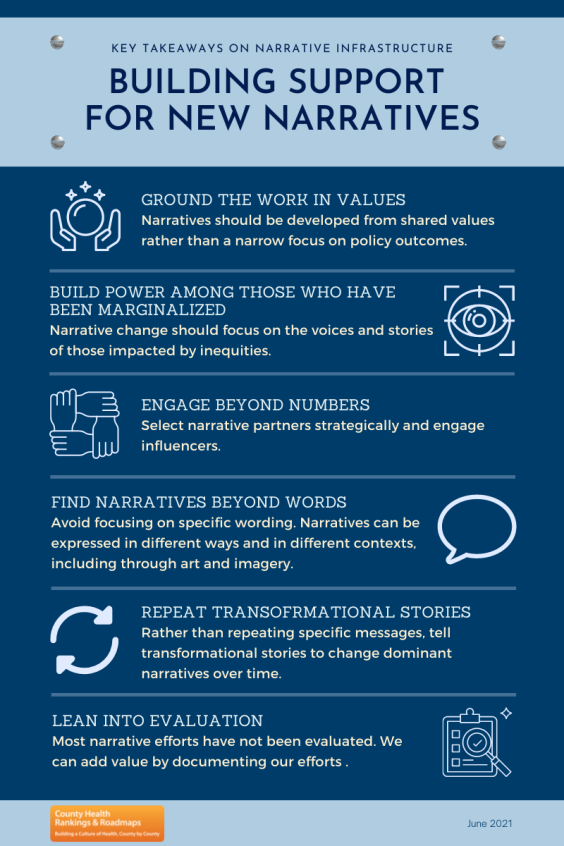 KEY TAKEAWAYS ON NARRATIVE INFRASTRUCTURE
BUILDING SUPPORT
FOR NEW NARRATIVES
GROUND THE WORK IN VALUES
Narratives should be developed from shared values
rather than a narrow focus on policy outcomes.
BUILD POWER AMONG THOSE WHO HAVE
BEEN MARGINALIZED
Narrative change should focus on the voices and stories
of those impacted by inequities.
ENGAGE BEYOND NUMBERS
Select narrative partners strategically and engage
influencers.
FIND NARRATIVES BEYOND WORDS
Avoid focusing on specific wording. Narratives can be
expressed in different ways and in different contexts,
including through art and imagery.
REPEAT TRANSOFRMATIONAL STORIES
Rather than repeating specific messages, tell
transformational stories to change dominant
narratives over time.
LEAN INTO EVALUATION
Most narrative efforts have not been evaluated. We
can add value by documenting our efforts .
County Health
Rankings & Roadmaps
Building a Culture of Health, County by County
June 2021